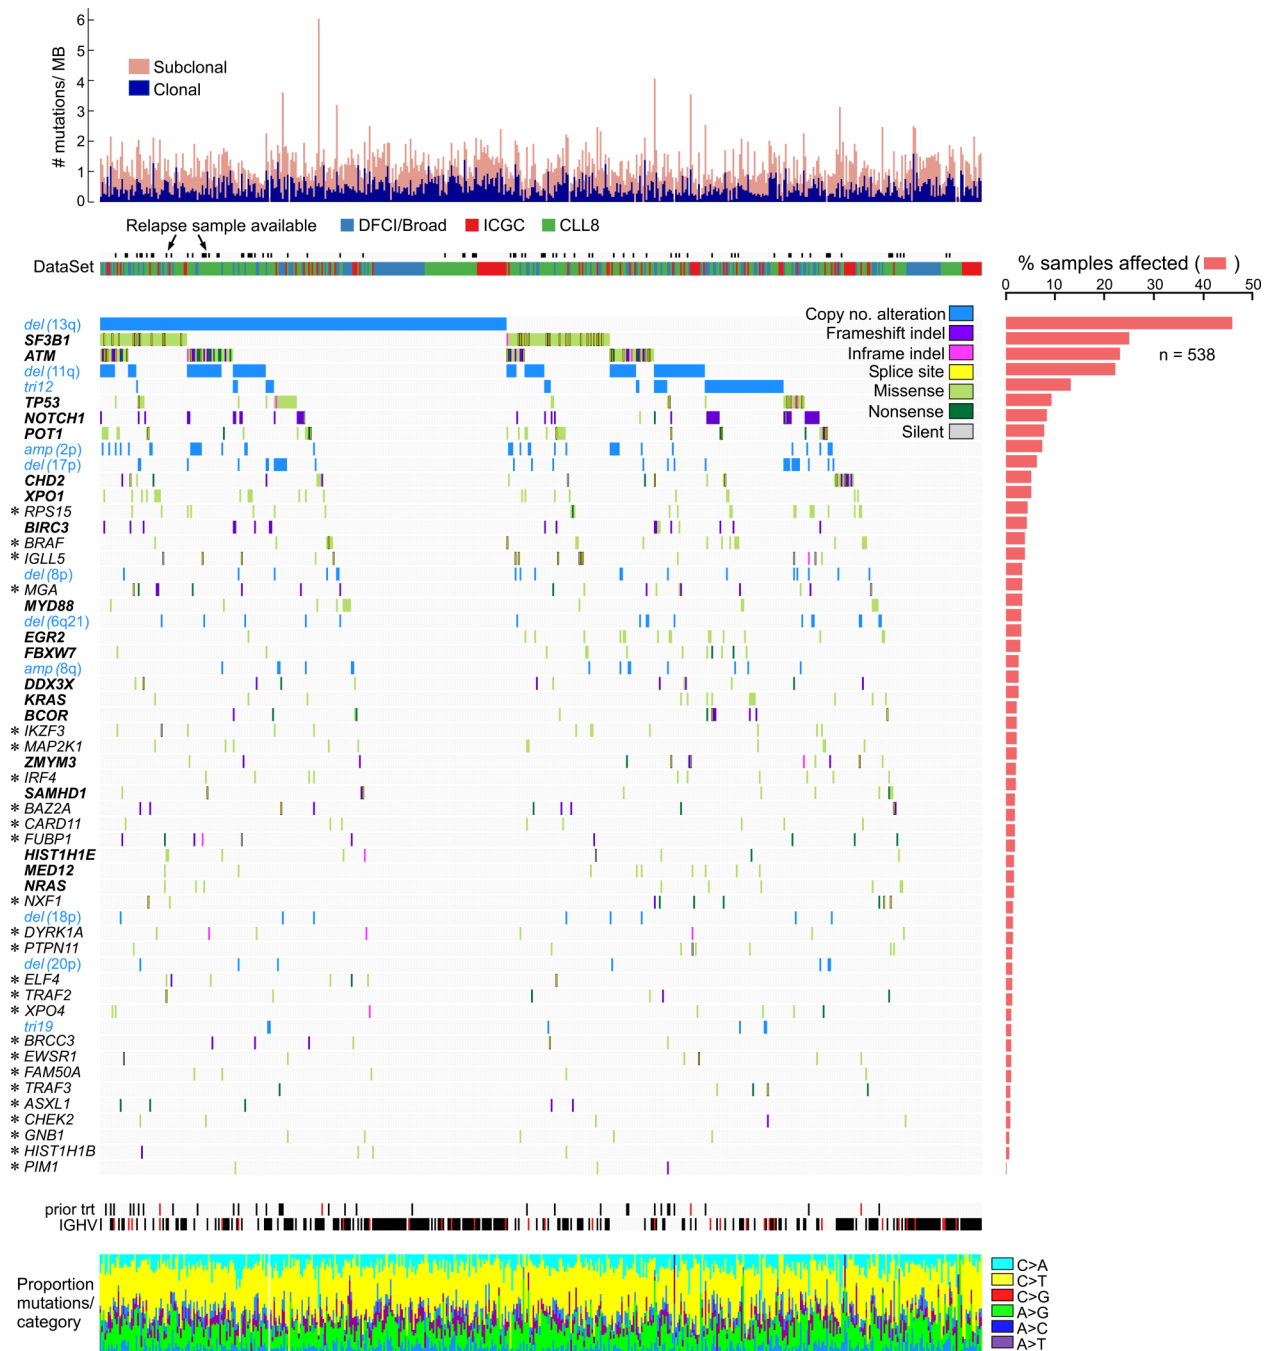 # mutations/ MB
6
5
4
3
2
1
0
Subclonal
Clonal
Relapse sample available
DFCI/Broad
ICGC
CLL8
DataSet
% samples affected ( )
0 10 20 30 40 50
n = 538
Copy no. alteration
Frameshift indel
Inframe indel
Splice site
Missense
Nonsense
Silent
del (13q)
SF3B1
ATM
del (11q)
tri12
TP53
NOTCH1
POT1
amp (2p)
del (17p)
CHD2
XPO1
* RPS15
BIRC3
* BRAF
* IGLL5
del (8p)
* MGA
MYD88
del (6q21)
EGR2
FBXW7
amp (8q)
DDX3X
KRAS
BCOR
* IKZF3
* MAP2K1
ZMYM3
* IRF4
SAMHD1
* BAZ2A
* CARD11
* FUBP1
HIST1H1E
MED12
NRAS
* NXF1
del (18p)
* DYRK1A
* PTPN11
del (20p)
* ELF4
* TRAF2
* XPO4
tri19
* BRCC3
* EWSR1
* FAM50A
* TRAF3
* ASXL1
* CHEK2
* GNB1
* HIST1H1B
* PIM1
prior trt
IGHV
Proportion
mutations/
category
C>A
C>T
C>G
A>G
A>C
A>T